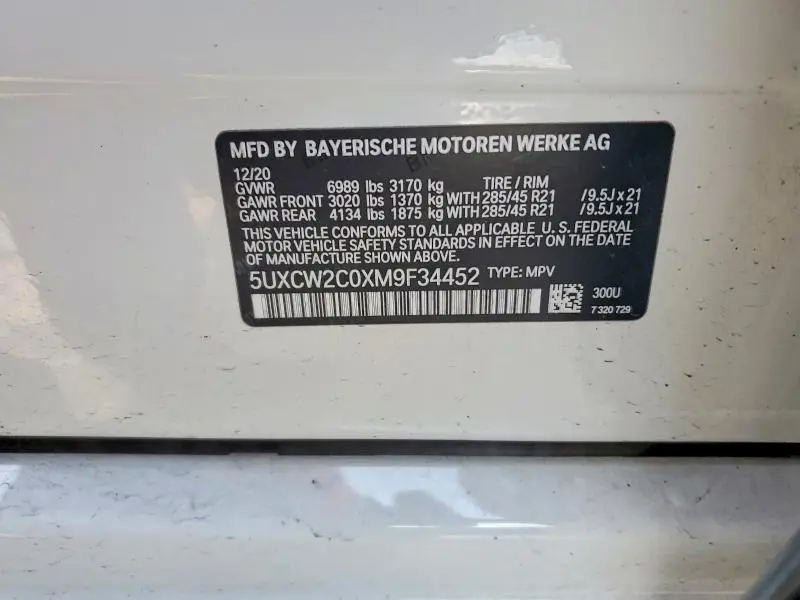 MFD BY BAYERISCHE MOTOREN WERKE AG
12/20
GVWR 6989 lbs 3170 kg TIRE / RIM
GAWR FRONT 3020 lbs 1370 kg WITH 285/45 R21 /9.5J x 21
GAWR REAR 4134 lbs 1875 kg WITH 285/45 R21 /9.5J x 21
THIS VEHICLE CONFORMS TO ALL APPLICABLE U. S. FEDERAL
MOTOR VEHICLE SAFETY STANDARDS IN EFFECT ON THE DATE
OF MANUFACTURE SHOWN ABOVE.
5UXCW2C0XM9F34452 TYPE: MPV
300U
7 320 729